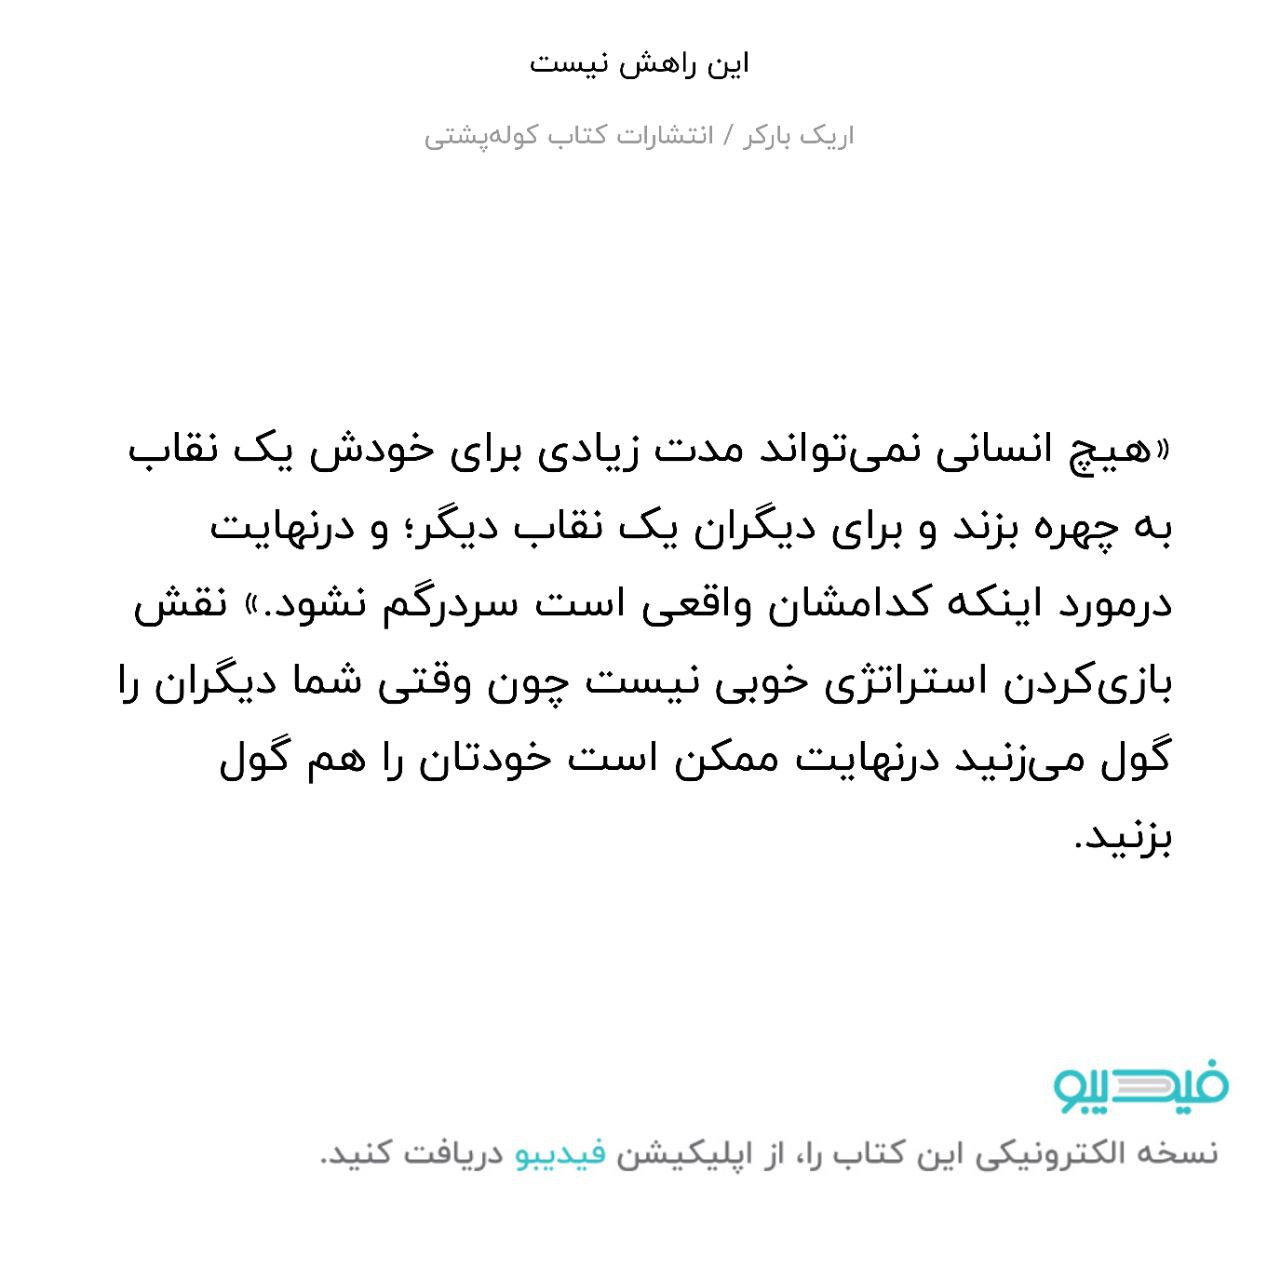 این راهش نیست
اریک بارکر / انتشارات کتاب کوله‌پشتی
«هیچ انسانی نمی‌تواند مدت زیادی برای خودش یک نقاب
به چهره بزند و برای دیگران یک نقاب دیگر؛ و درنهایت
درمورد اینکه کدامشان واقعی است سردرگم نشود.» نقش
بازی‌کردن استراتژی خوبی نیست چون وقتی شما دیگران را
گول می‌زنید درنهایت ممکن است خودتان را هم گول
بزنید.
فیدیبو
نسخه الکترونیکی این کتاب را، از اپلیکیشن فیدیبو دریافت کنید.